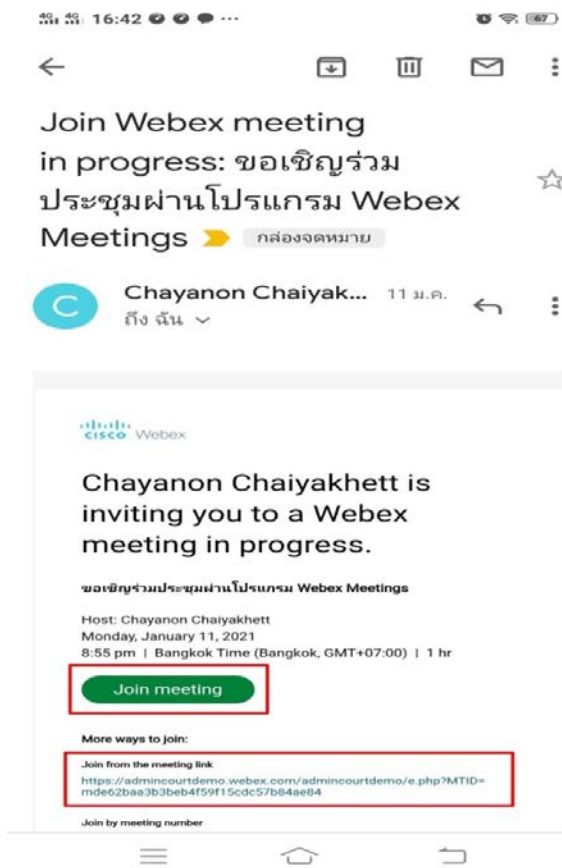 4G 4G 16:42
67
Join Webex meeting
in progress: ขอเชิญร่วม
ประชุมผ่านโปรแกรม Webex
Meetings กล่องจดหมาย
C
Chayanon Chaiyak... 11 ม.ค.
ถึง ฉัน
cisco Webex
Chayanon Chaiyakhett is
inviting you to a Webex
meeting in progress.
ขอเชิญร่วมประชุมผ่านโปรแกรม Webex Meetings
Host: Chayanon Chaiyakhett
Monday, January 11, 2021
8:55 pm | Bangkok Time (Bangkok, GMT+07:00) | 1 hr
Join meeting
More ways to join:
Join from the meeting link
https://admincourtdemo.webex.com/admincourtdemo/e.php?MTID=
mde62baa3b3beb4f59f15cdc57b84ae84
Join by meeting number